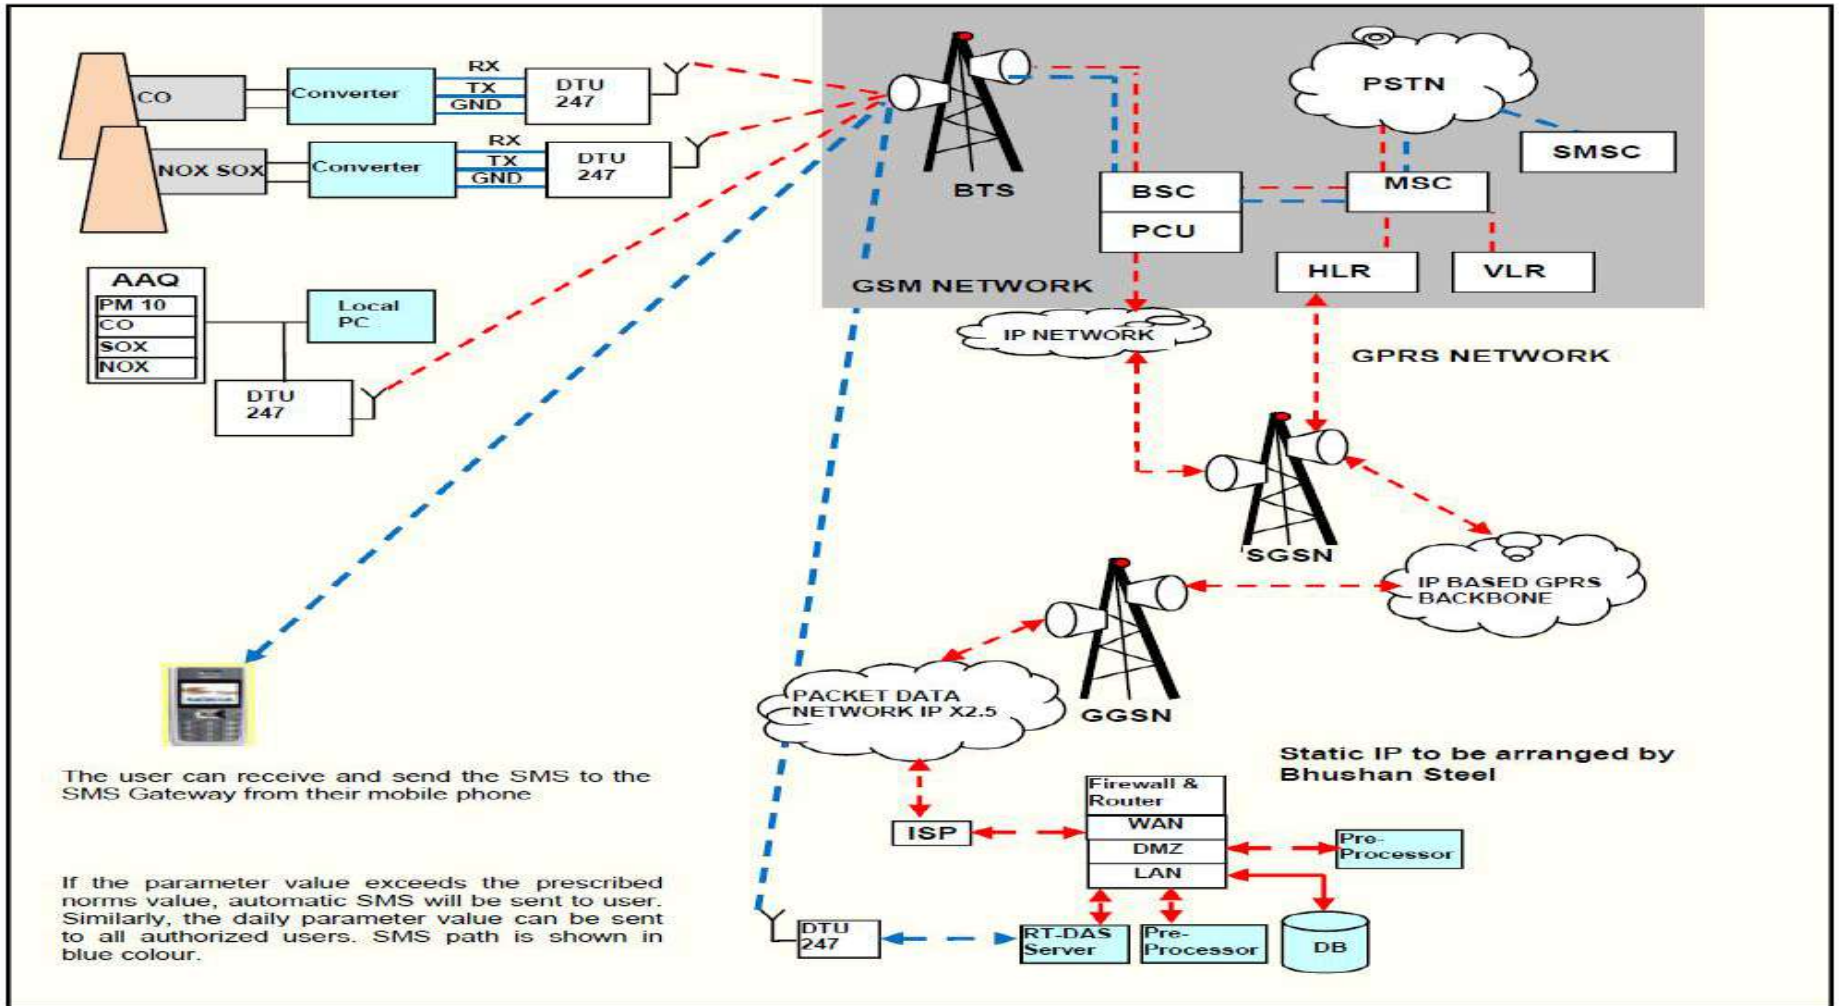 CO
Converter
RX
TX
GND
DTU
247
NOX SOX
Converter
RX
TX
GND
DTU
247
AAQ
PM 10
CO
SOX
NOX
Local
PC
DTU
247
BTS
BSC
PCU
PSTN
SMSC
MSC
HLR
VLR
GSM NETWORK
IP NETWORK
GPRS NETWORK
SGSN
IP BASED GPRS
BACKBONE
GGSN
PACKET DATA
NETWORK IP X2.5
Static IP to be arranged by
Bhushan Steel
The user can receive and send the SMS to the
SMS Gateway from their mobile phone
ISP
Firewall &
Router
WAN
DMZ
LAN
Pre-
Processor
If the parameter value exceeds the prescribed
norms value, automatic SMS will be sent to user.
Similarly, the daily parameter value can be sent
to all authorized users. SMS path is shown in
blue colour.
DTU
247
RT-DAS
Server
Pre-
Processor
DB